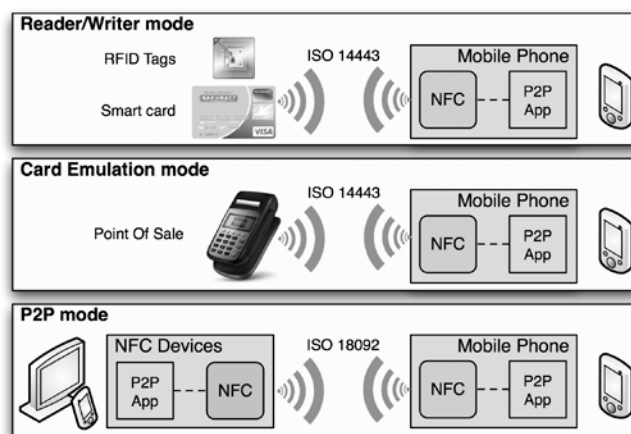 Reader/Writer mode
RFID Tags
ISO 14443
Mobile Phone
Smart card
VISA
NFC
P2P
App
Card Emulation mode
ISO 14443
Mobile Phone
Point Of Sale
NFC
P2P
App
P2P mode
NFC Devices
ISO 18092
Mobile Phone
P2P
App
NFC
NFC
P2P
App